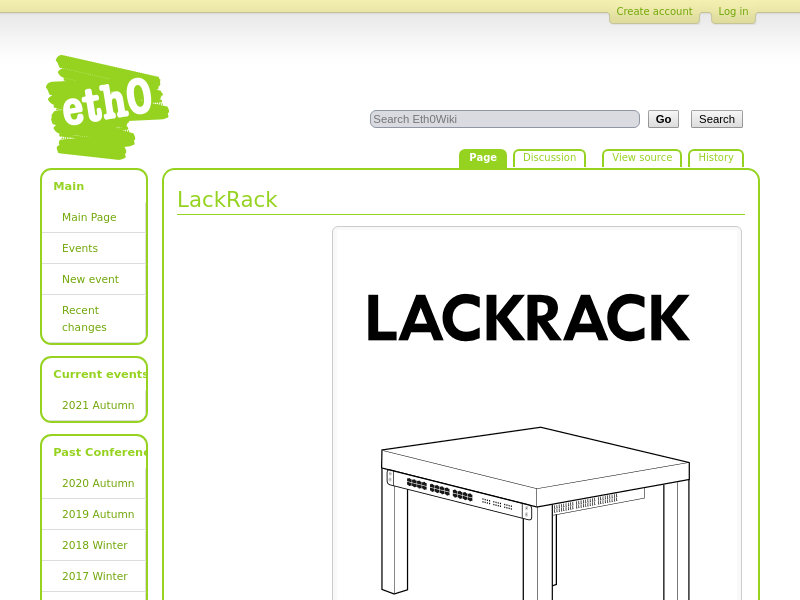 Create account
Log in
eth0
Search Eth0Wiki
Go
Search
Page
Discussion
View source
History
Main
Main Page
Events
New event
Recent
changes
Current events
2021 Autumn
Past Conferen
2020 Autumn
2019 Autumn
2018 Winter
2017 Winter
LackRack
LACKRACK